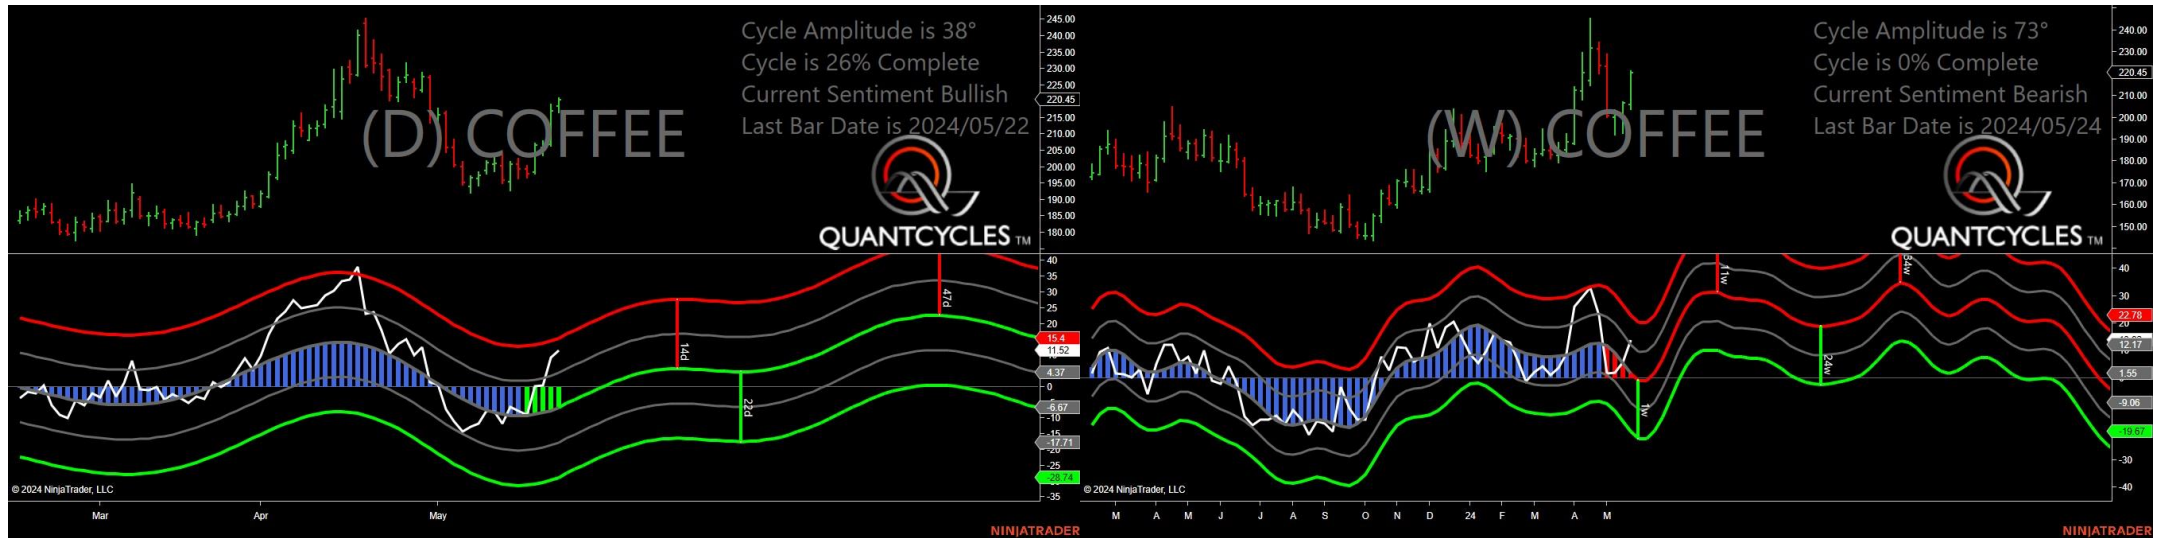 Cycle Amplitude is 38°
Cycle is 26% Complete
Current Sentiment Bullish
Last Bar Date is 2024/05/22
(D) COFFEE
QUANTCYCLES TM
245.00
240.00
235.00
230.00
225.00
220.45
215.00
210.00
205.00
200.00
195.00
190.00
185.00
180.00
40
35
30
25
20
15.4
11.52
4.37
0
-6.67
-10
-15
-17.71
-20
-25
-28.74
-35
14d
22d
47d
© 2024 NinjaTrader, LLC
Mar
Apr
May
NINJATRADER
Cycle Amplitude is 73°
Cycle is 0% Complete
Current Sentiment Bearish
Last Bar Date is 2024/05/24
(W) COFFEE
QUANTCYCLES TM
240.00
230.00
220.45
210.00
200.00
190.00
180.00
170.00
160.00
150.00
40
30
22.78
20
12.17
1.55
-9.06
-19.67
-30
-40
1w
11w
24w
34w
© 2024 NinjaTrader, LLC
M
A
M
J
J
A
S
O
N
D
24
F
M
A
M
NINJATRADER